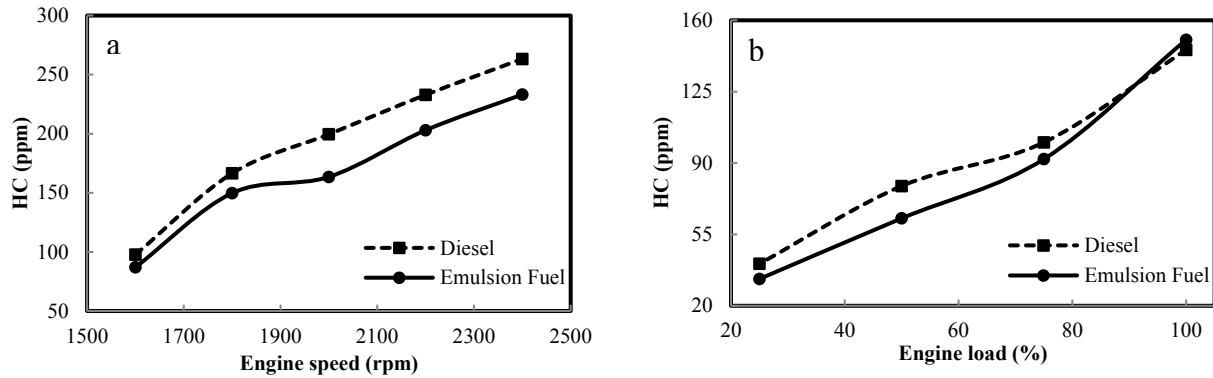 a
300
250
200
150
100
50
HC (ppm)
Diesel
Emulsion Fuel
1500 1700 1900 2100 2300 2500
Engine speed (rpm)
b
160
125
90
55
20
HC (ppm)
Diesel
Emulsion Fuel
20 40 60 80 100
Engine load (%)